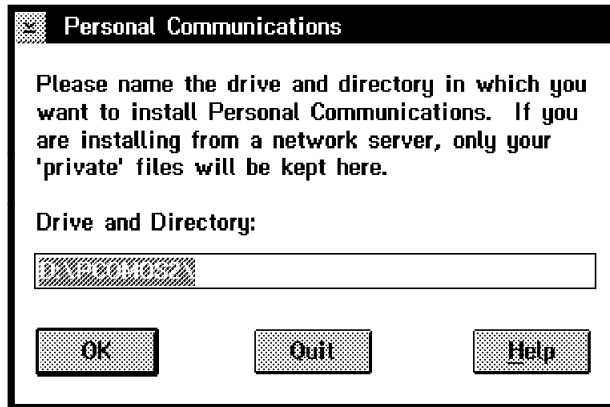 Personal Communications
Please name the drive and directory in which you
want to install Personal Communications. If you
are installing from a network server, only your
'private' files will be kept here.
Drive and Directory:
D:\PCOMOS2\
OK Quit Help